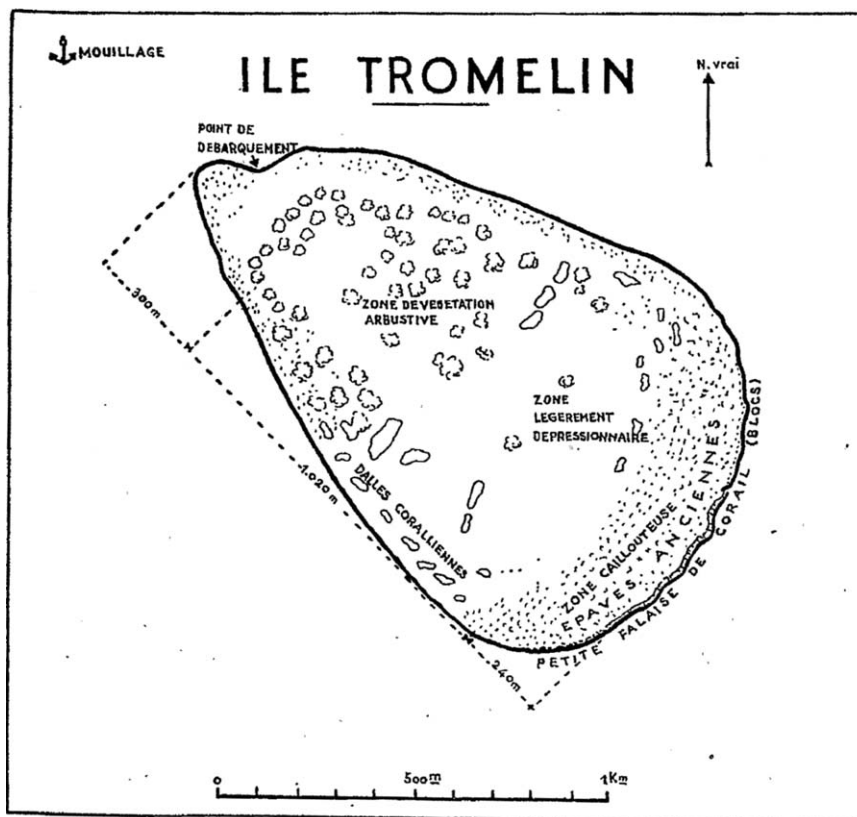 MOUILLAGE
ILE TROMELIN
N. vrai
POINT DE
DEBARQUEMENT
300m
ZONE DE VEGETATION
ARBUSTIVE
ZONE
LEGEREMENT
DEPRESSIONNAIRE
1.020m
DALLES CORALLIENNES
ZONE CAILLOUTEUSE
EPAVES ANCIENNES
PETITE FALAISE DE CORAIL (BLOCS)
240m
0 500m 1Km